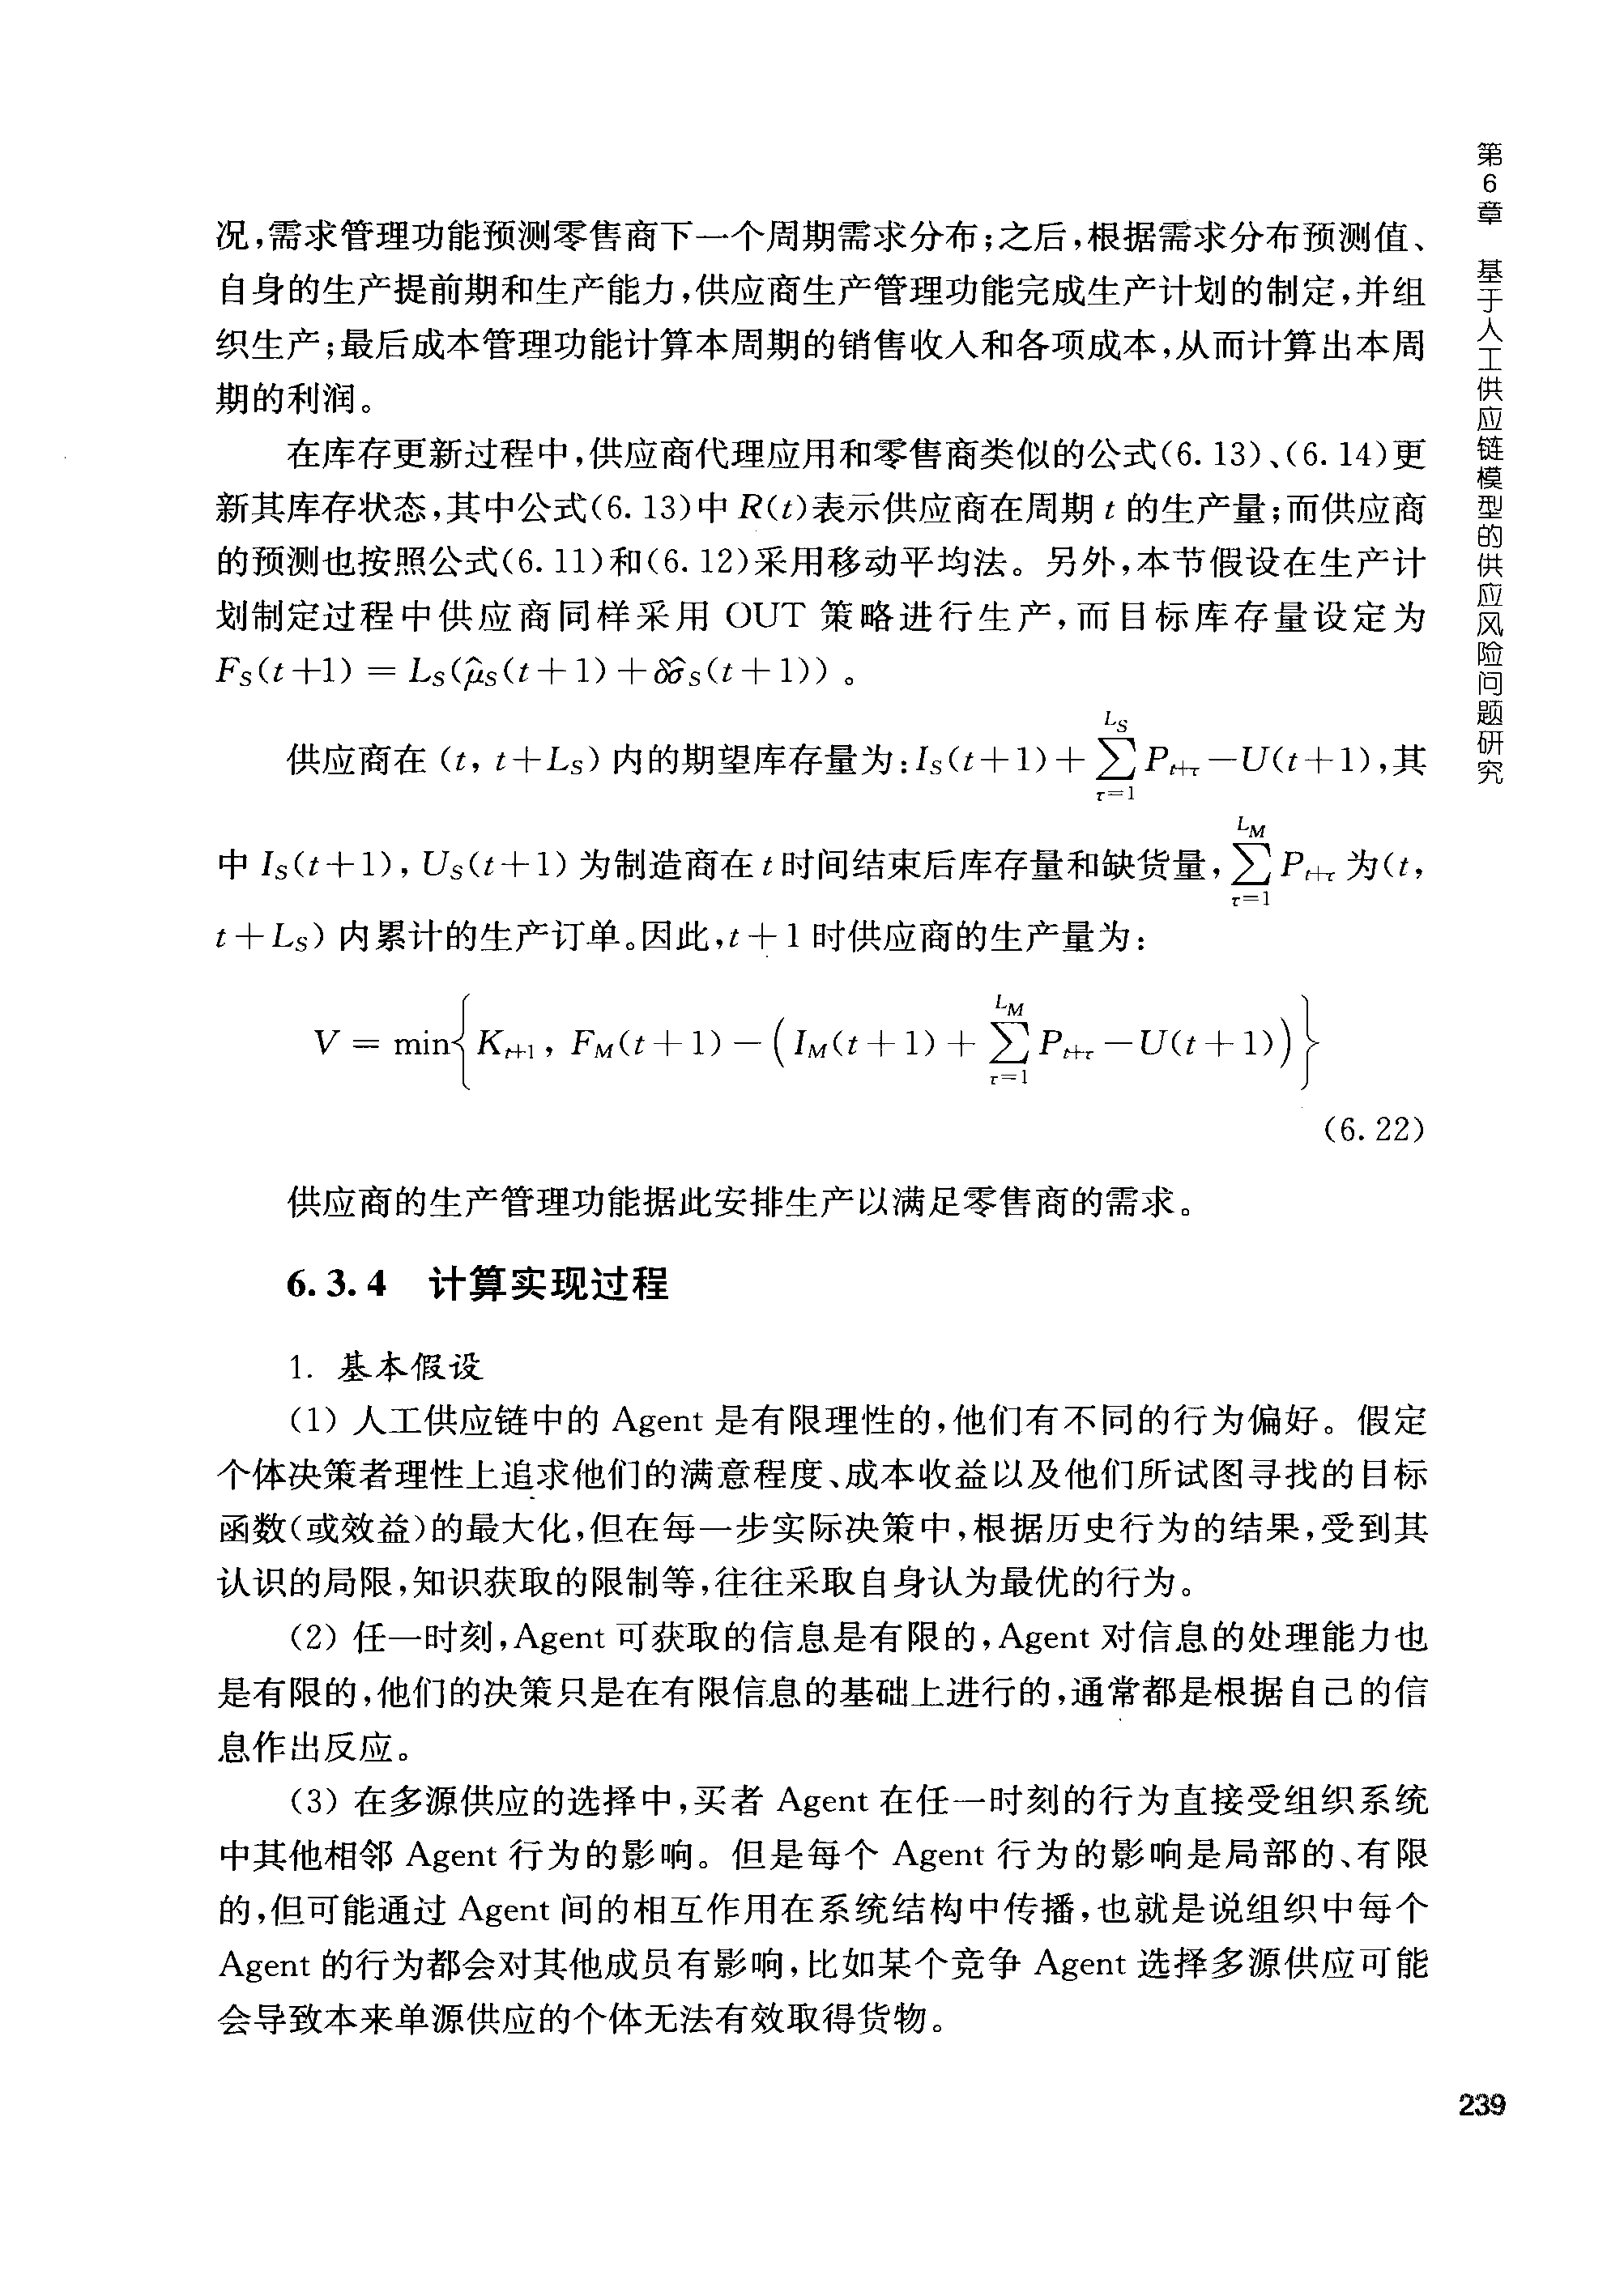 况,需求管理功能预测零售商下一个周期需求分布;之后,根据需求分布预测值、
自身的生产提前期和生产能力,供应商生产管理功能完成生产计划的制定,并组
织生产;最后成本管理功能计算本周期的销售收入和各项成本,从而计算出本周
期的利润。
在库存更新过程中,供应商代理应用和零售商类似的公式(6.13)、(6.14)更
新其库存状态,其中公式(6.13)中 R(t)表示供应商在周期 t 的生产量;而供应商
的预测也按照公式(6.11)和(6.12)采用移动平均法。另外,本节假设在生产计
划制定过程中供应商同样采用 OUT 策略进行生产,而目标库存量设定为
$F_S(t+1) = L_S(\hat{\mu}_S(t+1)+\delta\hat{\sigma}_S(t+1))$。
供应商在 (t, t+L_S) 内的期望库存量为:$I_S(t+1)+\sum_{\tau=1}^{L_S}P_{t+\tau}-U(t+1)$,其
中 $I_S(t+1)$, $U_S(t+1)$ 为制造商在 t 时间结束后库存量和缺货量,$\sum_{\tau=1}^{L_M}P_{t+\tau}$ 为(t,
t+L_S) 内累计的生产订单。因此,t+1 时供应商的生产量为:
$V = \min\left\{K_{t+1}, F_M(t+1)-\left(I_M(t+1)+\sum_{\tau=1}^{L_M}P_{t+\tau}-U(t+1)\right)\right\}$
(6.22)
供应商的生产管理功能据此安排生产以满足零售商的需求。
6.3.4 计算实现过程
1. 基本假设
(1) 人工供应链中的 Agent 是有限理性的,他们有不同的行为偏好。假定
个体决策者理性上追求他们的满意程度、成本收益以及他们所试图寻找的目标
函数(或效益)的最大化,但在每一步实际决策中,根据历史行为的结果,受到其
认识的局限,知识获取的限制等,往往采取自身认为最优的行为。
(2) 任一时刻,Agent 可获取的信息是有限的,Agent 对信息的处理能力也
是有限的,他们的决策只是在有限信息的基础上进行的,通常都是根据自己的信
息作出反应。
(3) 在多源供应的选择中,买者 Agent 在任一时刻的行为直接受组织系统
中其他相邻 Agent 行为的影响。但是每个 Agent 行为的影响是局部的、有限
的,但可能通过 Agent 间的相互作用在系统结构中传播,也就是说组织中每个
Agent 的行为都会对其他成员有影响,比如某个竞争 Agent 选择多源供应可能
会导致本来单源供应的个体无法有效取得货物。
第6章 基于人工供应链模型的供应风险问题研究
239